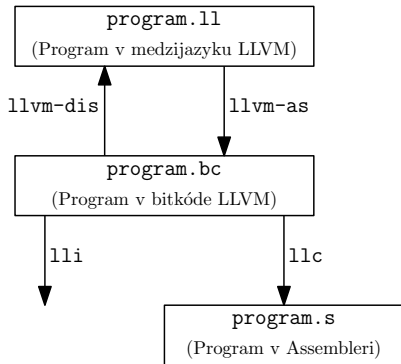 program.ll
(Program v medzijazyku LLVM)
llvm-dis
llvm-as
program.bc
(Program v bitkóde LLVM)
lli
llc
program.s
(Program v Assembleri)